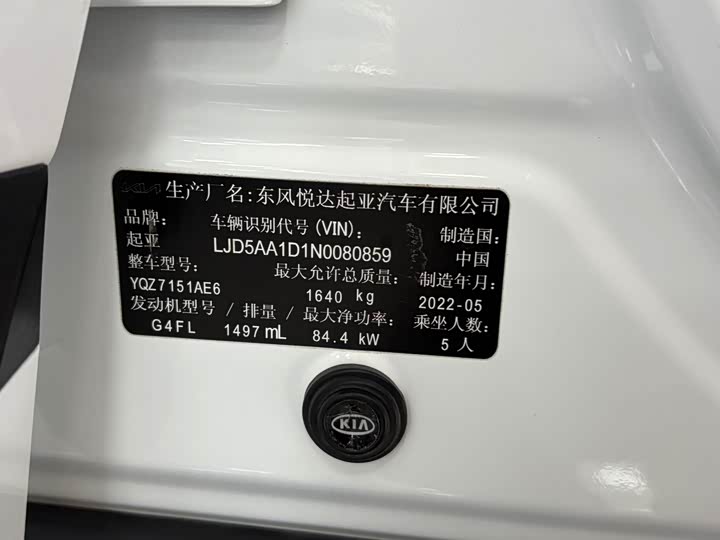 KIA 生产厂名:东风悦达起亚汽车有限公司
品牌: 车辆识别代号(VIN): 制造国:
起亚 LJD5AA1D1N0080859 中国
整车型号: 最大允许总质量: 制造年月:
YQZ7151AE6 1640 kg 2022-05
发动机型号 / 排量 / 最大净功率: 乘坐人数:
G4FL 1497 mL 84.4 kW 5 人
KIA